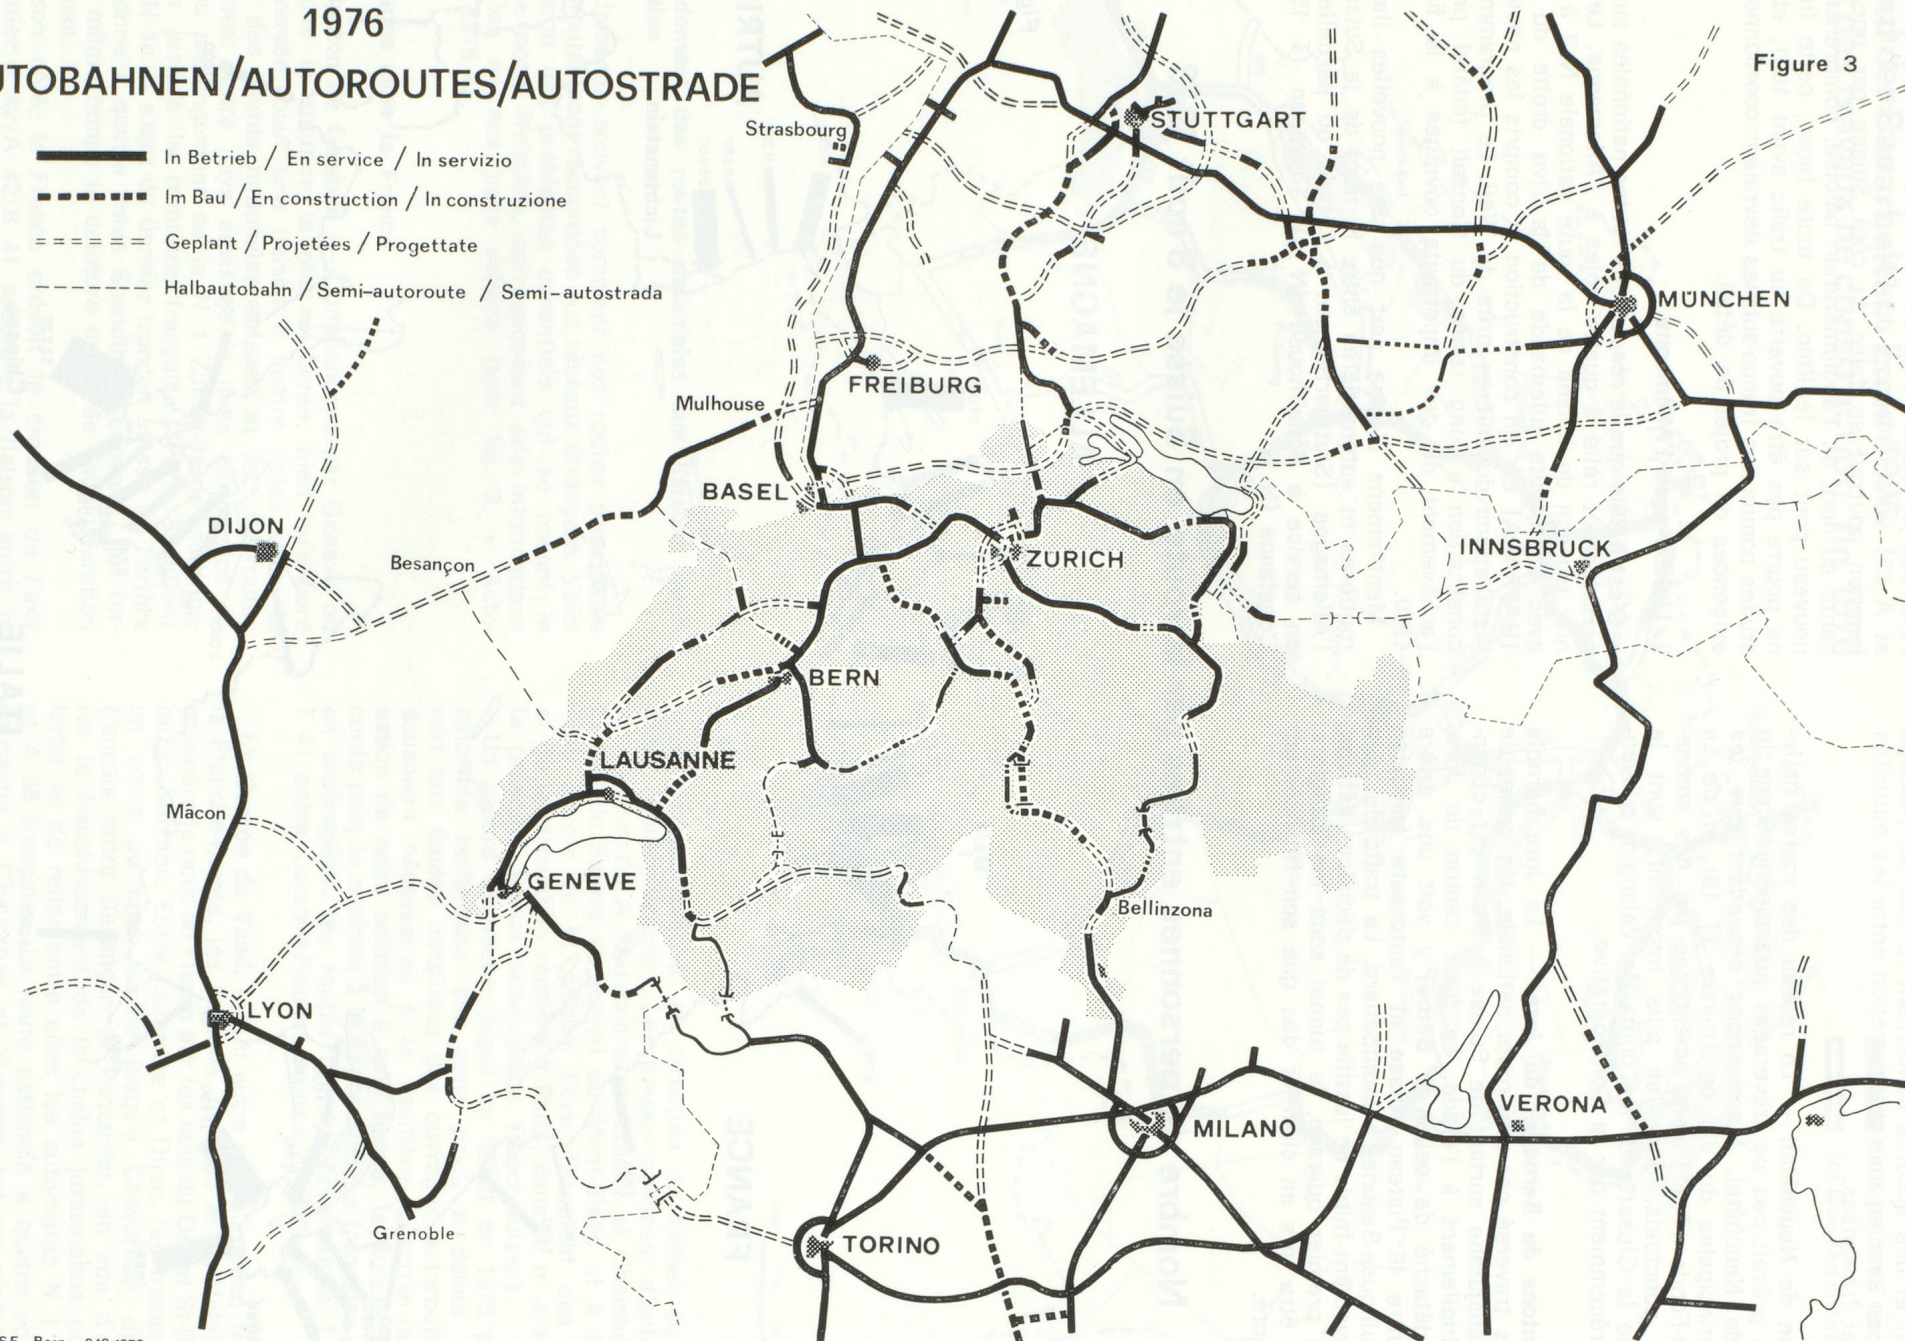 1976
UTOBAHNEN/AUTOROUTES/AUTOSTRADE
Figure 3
In Betrieb / En service / In servizio
Im Bau / En construction / In construzione
Geplant / Projetées / Progettate
Halbautobahn / Semi-autoroute / Semi-autostrada
Strasbourg
STUTTGART
MÜNCHEN
FREIBURG
Mulhouse
BASEL
DIJON
Besançon
ZÜRICH
INNSBRUCK
BERN
LAUSANNE
Mâcon
GENEVE
Bellinzona
LYON
VERONA
MILANO
Grenoble
TORINO